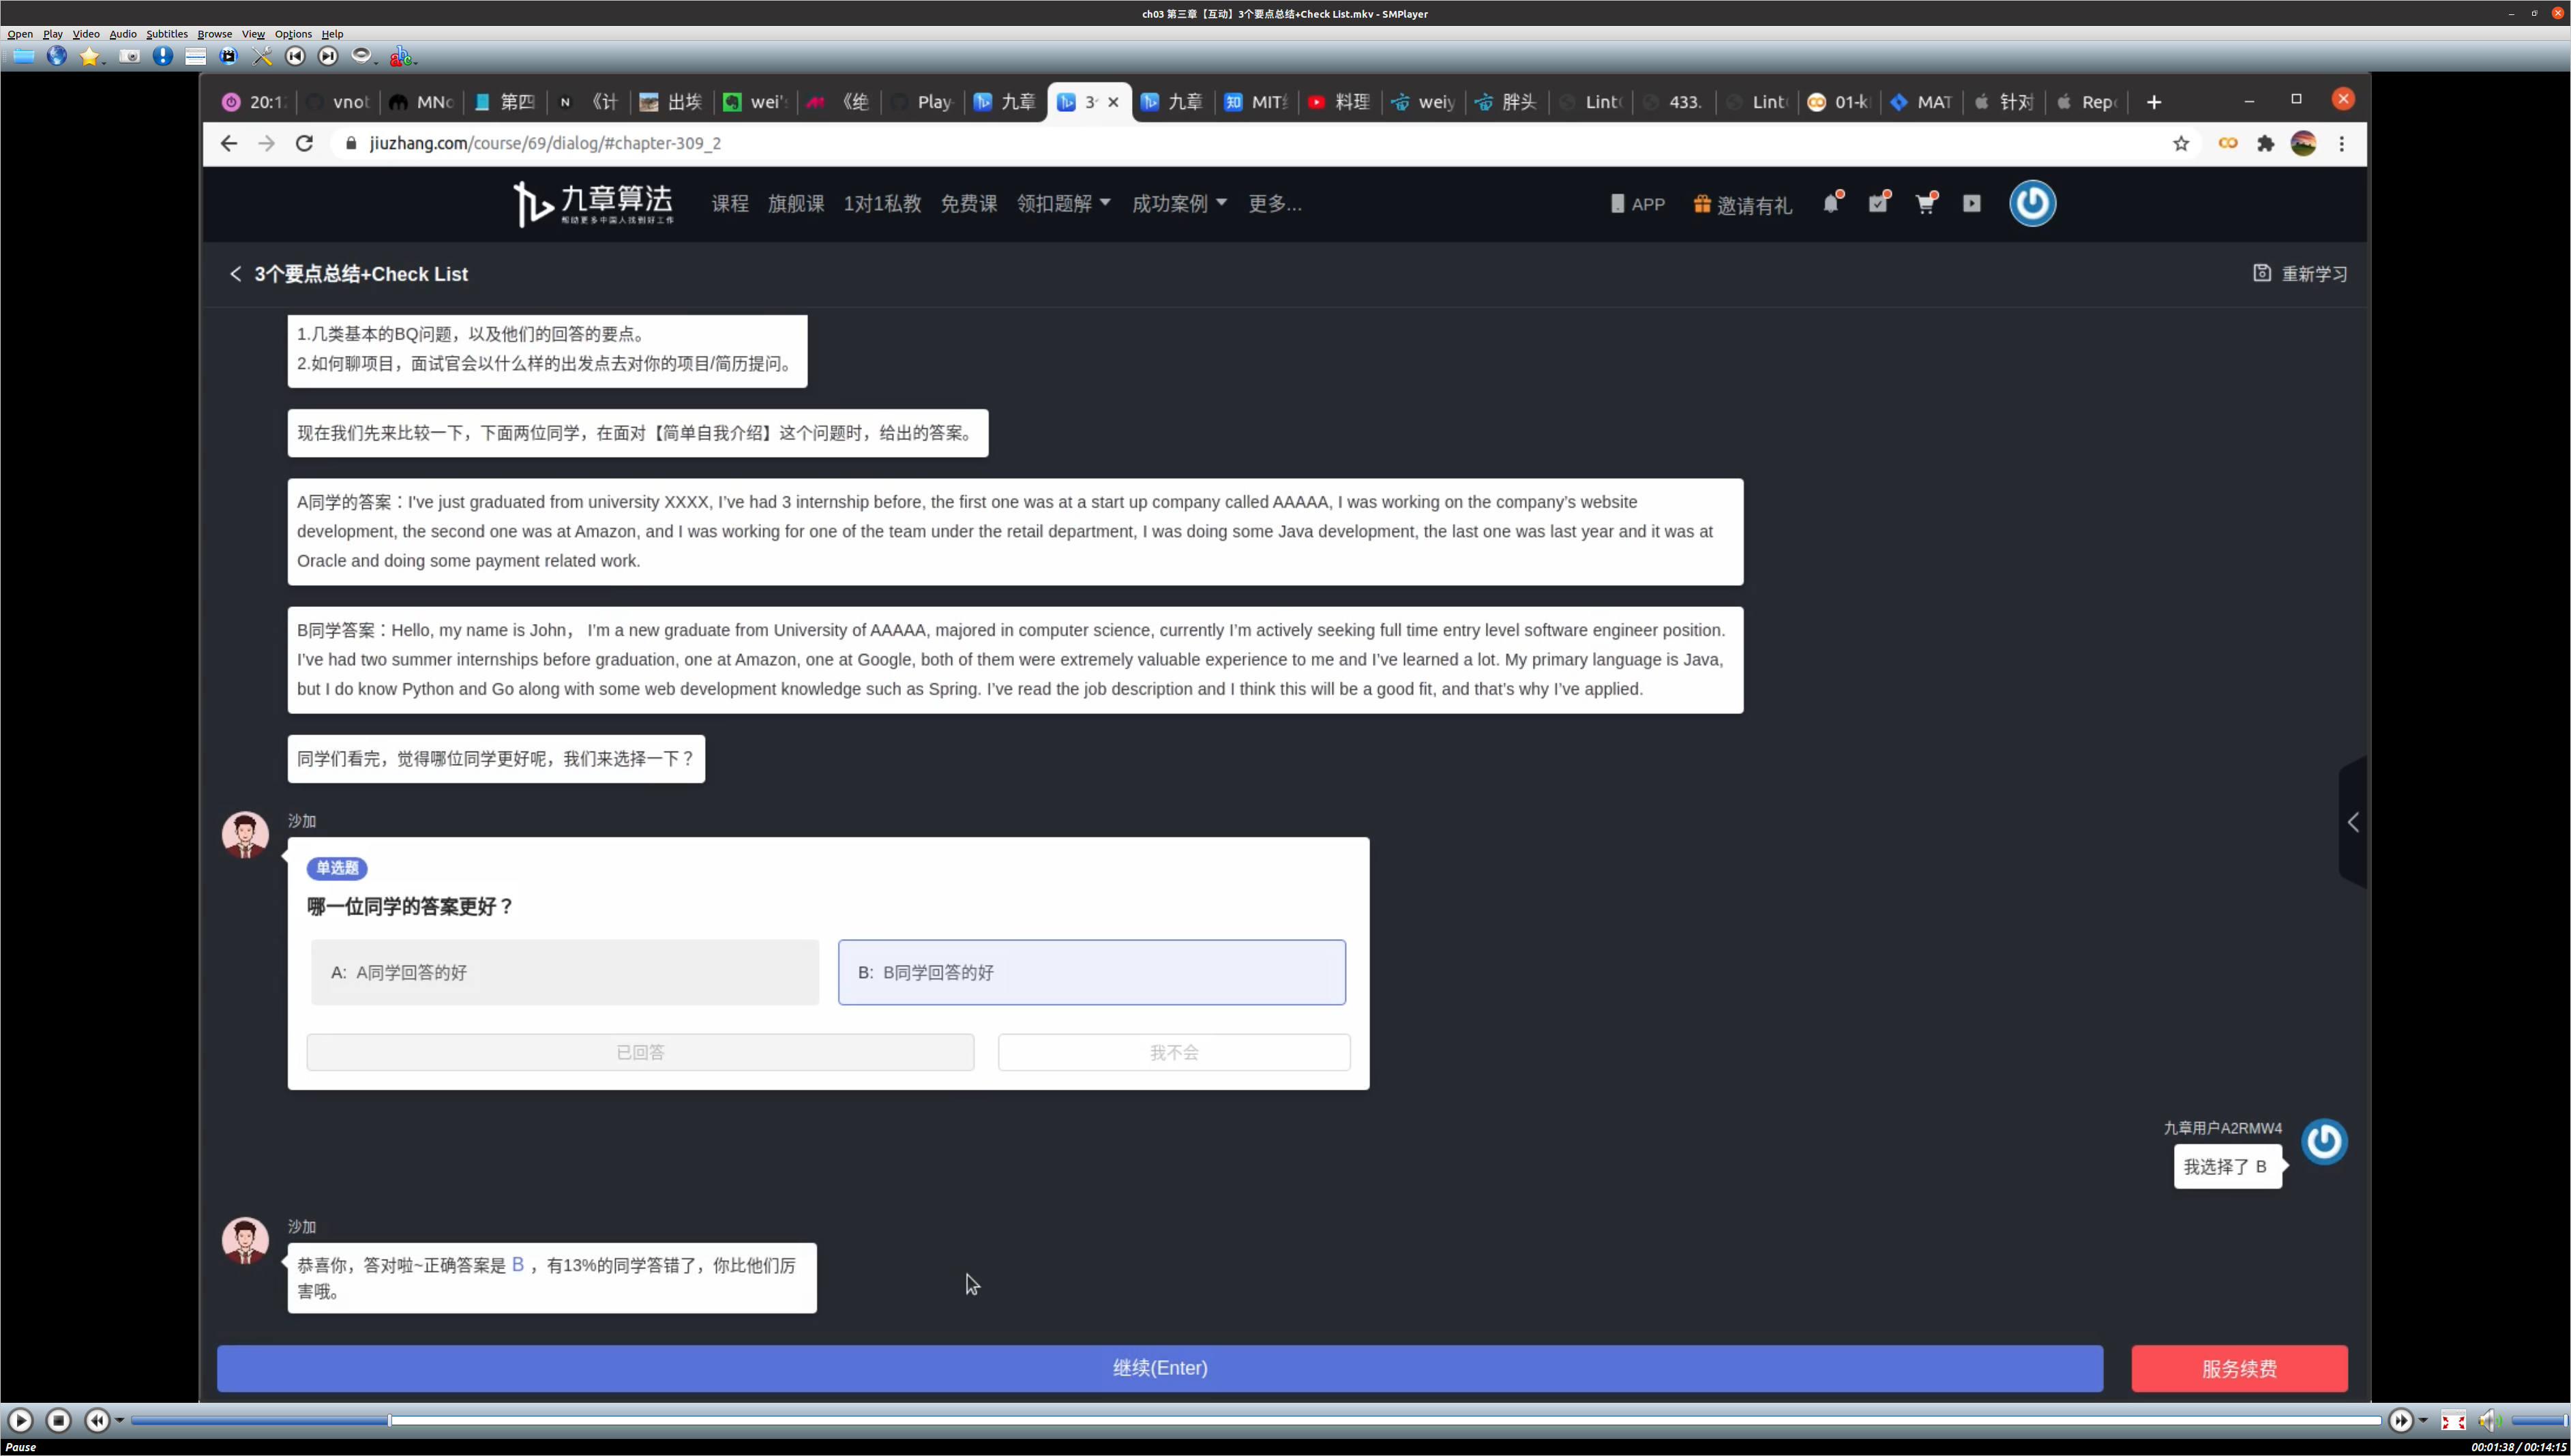 ch03 第三章【互动】3个要点总结+Check List.mkv - SMPlayer
Open Play Video Audio Subtitles Browse View Options Help
20:1 vnot MNo 第四 《计 出埃 wei's 《绝 Play 九章 3 九章 MIT 料理 weiy 胖头 Lint 433. Lint 01-k MAT 针对 Rep
jiuzhang.com/course/69/dialog/#chapter-309_2
九章算法 课程 旗舰课 1对1私教 免费课 领扣题解 成功案例 更多... APP 邀请有礼
帮助更多中国人找到好工作
3个要点总结+Check List 重新学习
1.几类基本的BQ问题，以及他们的回答的要点。
2.如何聊项目，面试官会以什么样的出发点去对你的项目/简历提问。
现在我们先来比较一下，下面两位同学，在面对【简单自我介绍】这个问题时，给出的答案。
A同学的答案：I've just graduated from university XXXX, I’ve had 3 internship before, the first one was at a start up company called AAAAA, I was working on the company’s website
development, the second one was at Amazon, and I was working for one of the team under the retail department, I was doing some Java development, the last one was last year and it was at
Oracle and doing some payment related work.
B同学答案：Hello, my name is John， I’m a new graduate from University of AAAAA, majored in computer science, currently I’m actively seeking full time entry level software engineer position.
I’ve had two summer internships before graduation, one at Amazon, one at Google, both of them were extremely valuable experience to me and I’ve learned a lot. My primary language is Java,
but I do know Python and Go along with some web development knowledge such as Spring. I’ve read the job description and I think this will be a good fit, and that’s why I’ve applied.
同学们看完，觉得哪位同学更好呢，我们来选择一下？
沙加
单选题
哪一位同学的答案更好？
A: A同学回答的好
B: B同学回答的好
已回答 我不会
九章用户A2RMW4
我选择了 B
沙加
恭喜你，答对啦~正确答案是 B ，有13%的同学答错了，你比他们厉
害哦。
继续(Enter) 服务续费
Pause 00:01:38 / 00:14:15